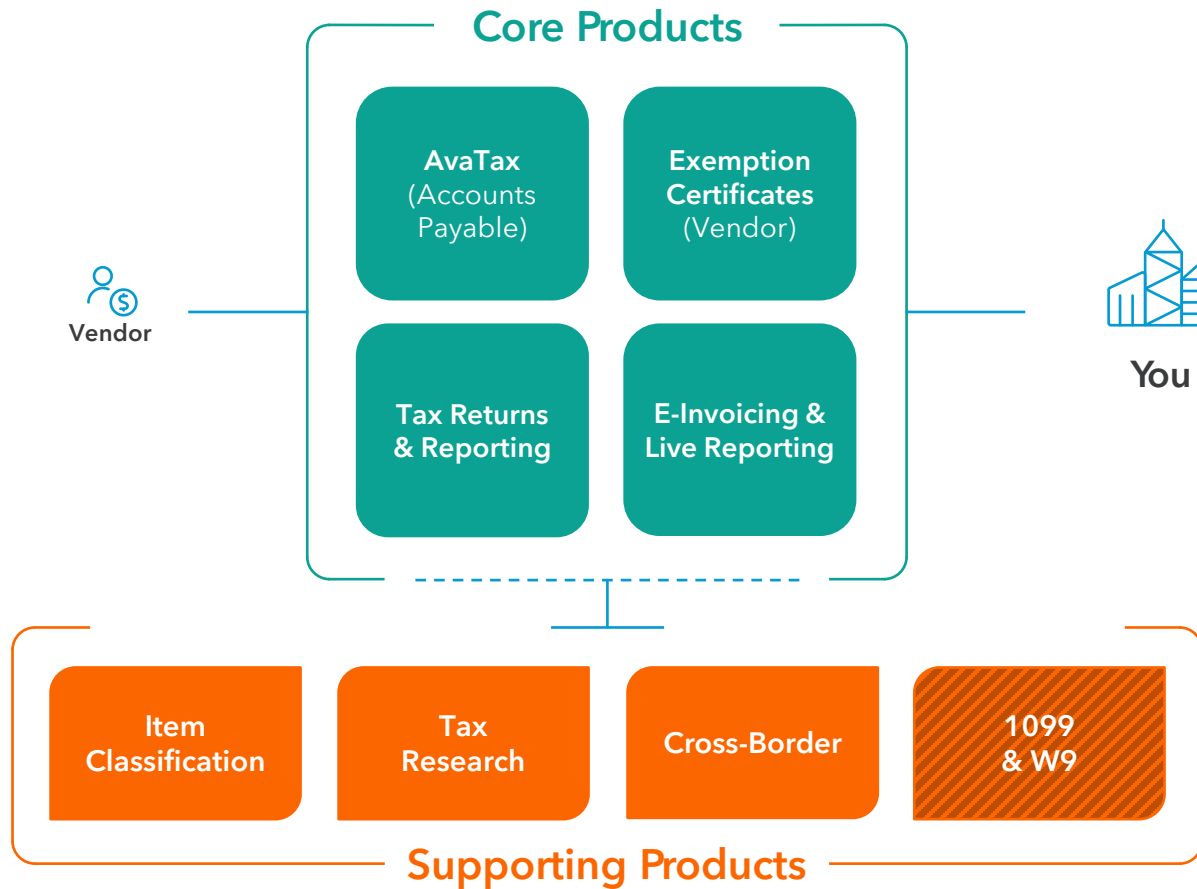 Core Products
AvaTax
(Accounts
Payable)
Exemption
Certificates
(Vendor)
$
Vendor
You
Tax Returns
& Reporting
E-Invoicing &
Live Reporting
Item
Classification
Tax
Research
Cross-Border
1099
& W9
Supporting Products